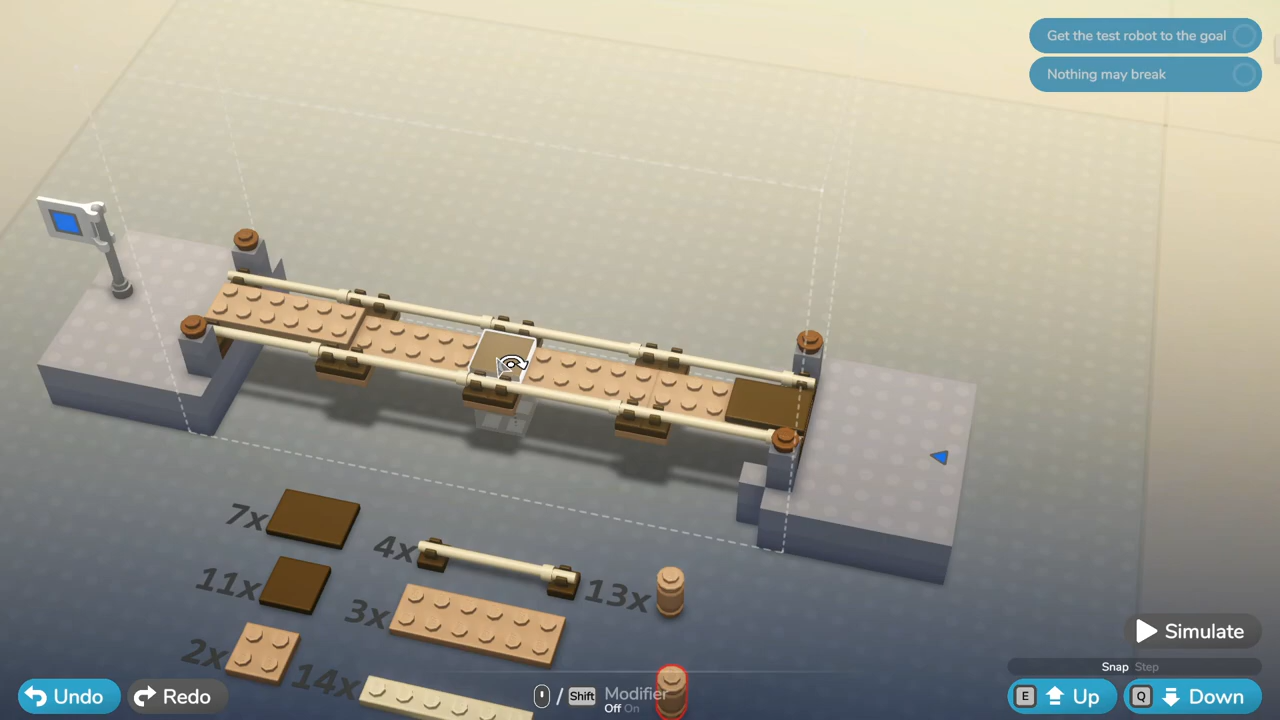 Get the test robot to the goal
Nothing may break
7x
4x
11x
13x
3x
2x
14x
Simulate
Snap Step
Undo
Redo
/ Shift Modifier
Off On
E Up
Q Down